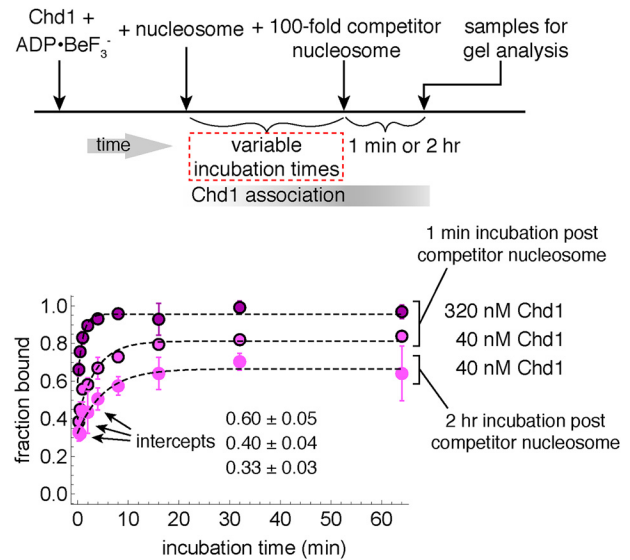 Chd1 +
ADP•BeF3-
+ nucleosome
+ 100-fold competitor
nucleosome
samples for
gel analysis
time
variable
incubation times
1 min or 2 hr
Chd1 association
1 min incubation post
competitor nucleosome
320 nM Chd1
40 nM Chd1
40 nM Chd1
2 hr incubation post
competitor nucleosome
fraction bound
1.0
0.8
0.6
0.4
0.2
0.0
intercepts
0.60 ± 0.05
0.40 ± 0.04
0.33 ± 0.03
0 10 20 30 40 50 60
incubation time (min)